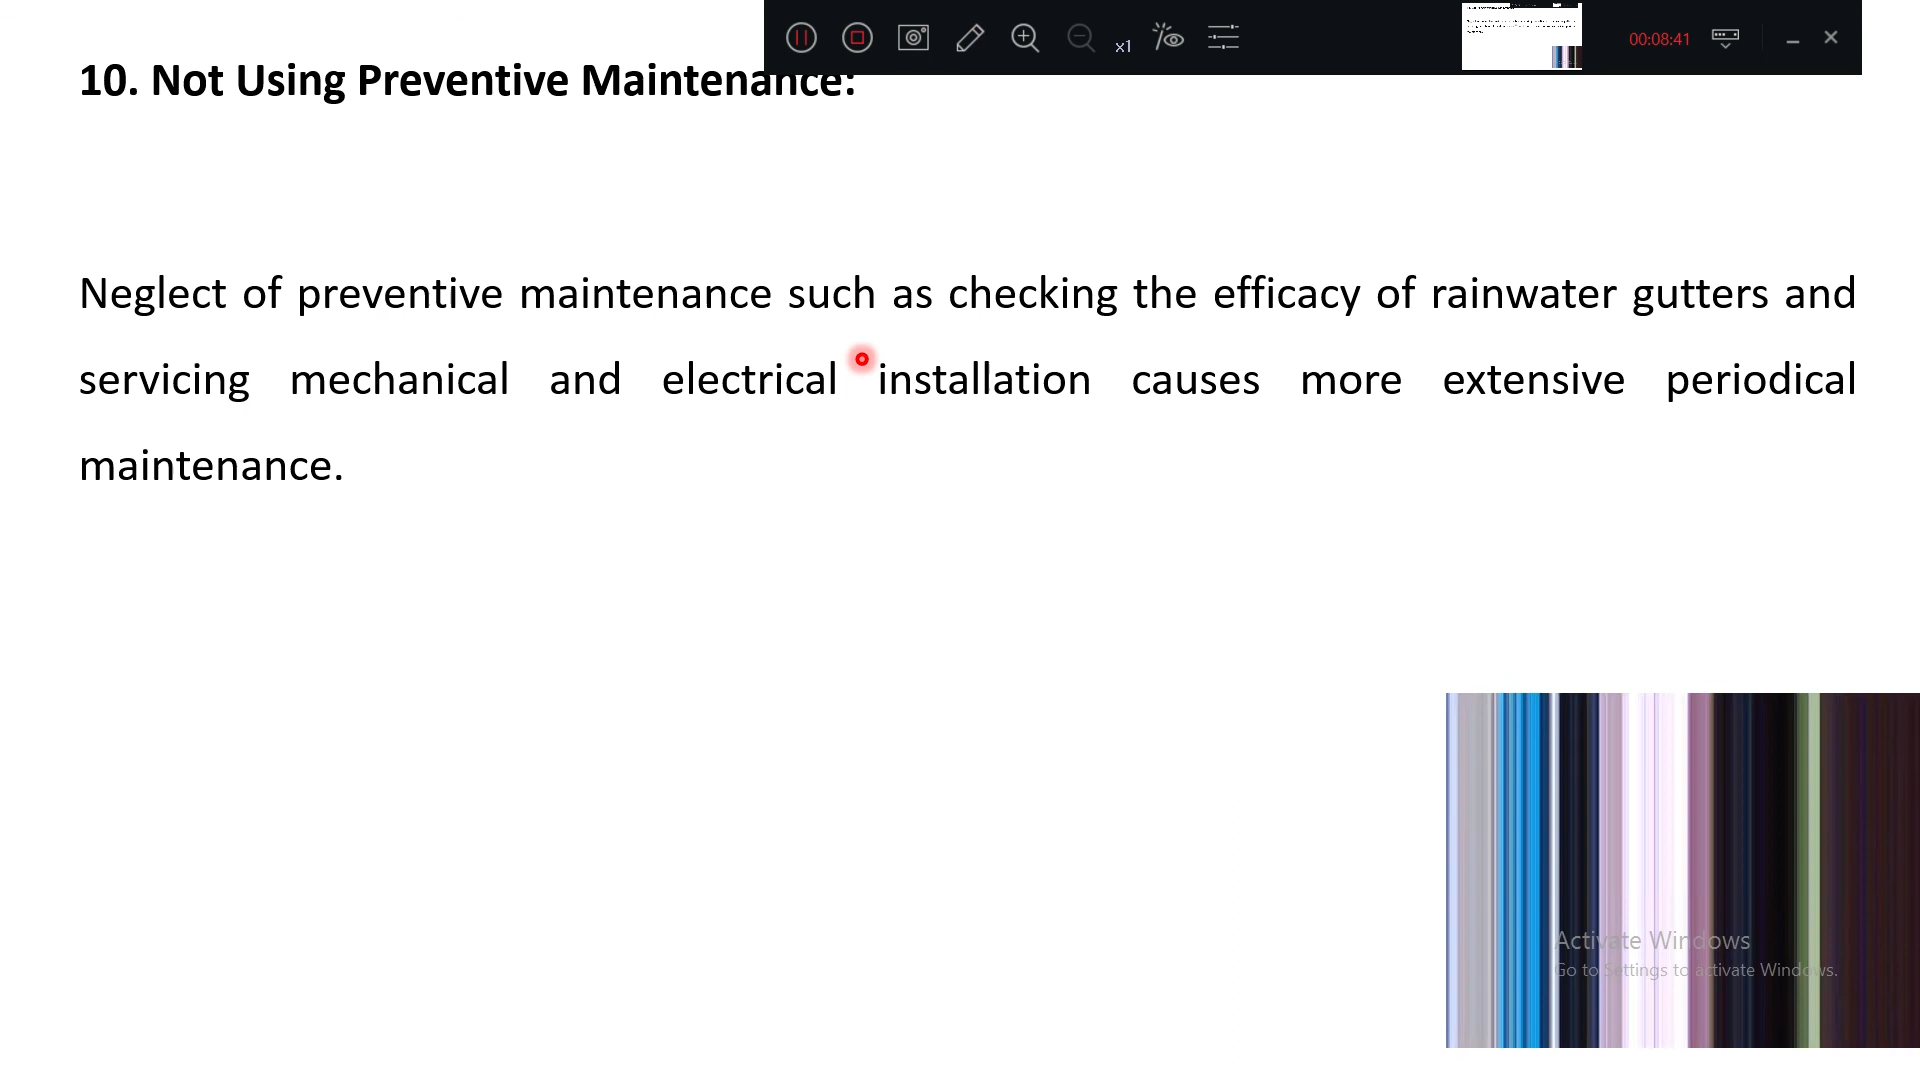 x1
00:08:41
10. Not Using Preventive Maintenance:
Neglect of preventive maintenance such as checking the efficacy of rainwater gutters and
servicing mechanical and electrical installation causes more extensive periodical
maintenance.
Activate Windows
Go to Settings to activate Windows.